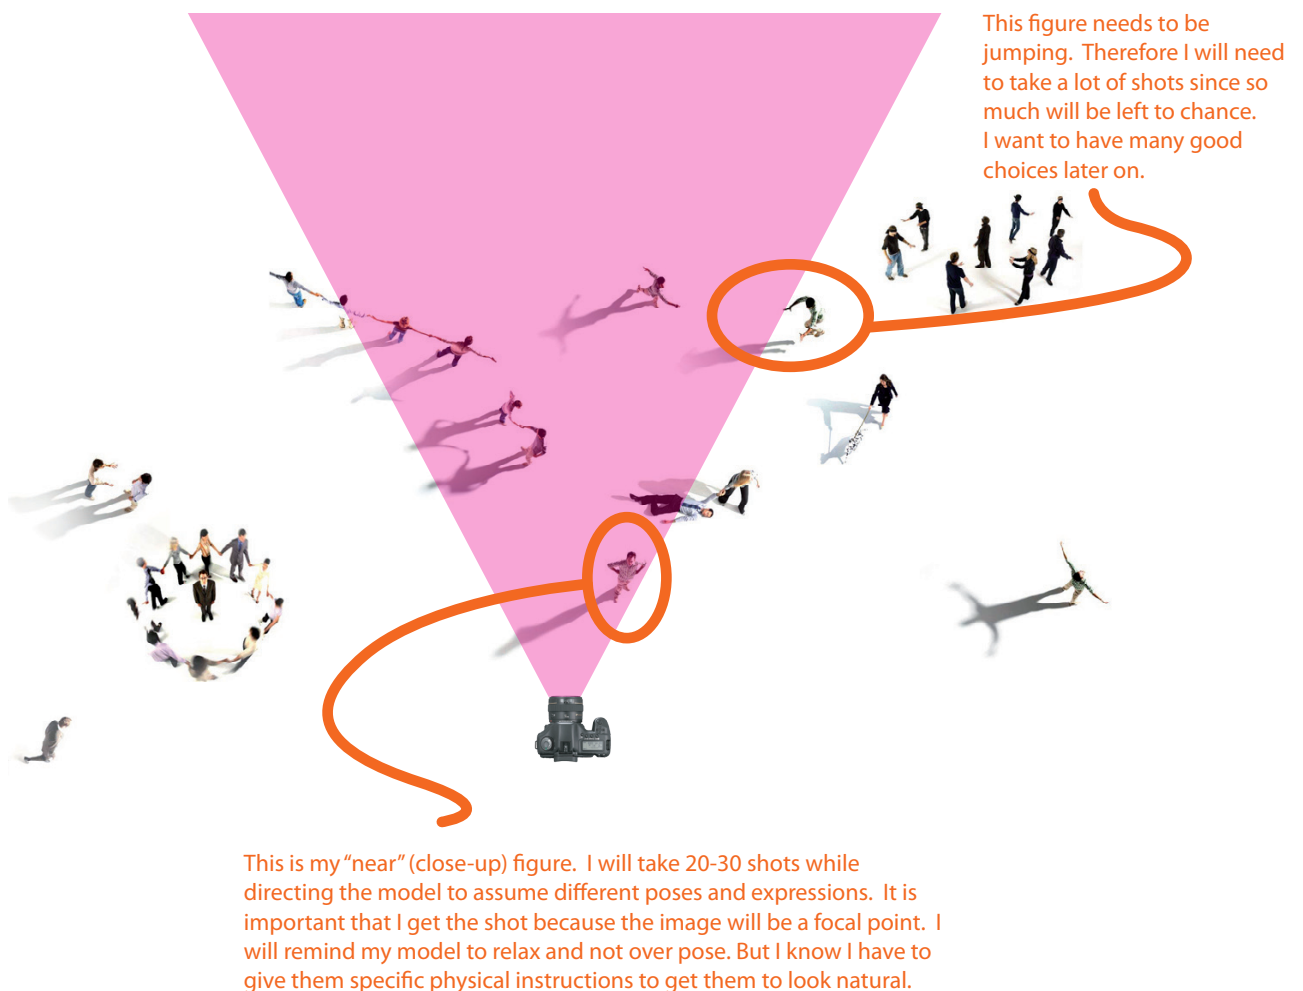 This figure needs to be
jumping.  Therefore I will need
to take a lot of shots since so
much will be left to chance.
I want to have many good
choices later on.
This is my “near” (close-up) figure.  I will take 20-30 shots while
directing the model to assume different poses and expressions.  It is
important that I get the shot because the image will be a focal point.  I
will remind my model to relax and not over pose. But I know I have to
give them specific physical instructions to get them to look natural.